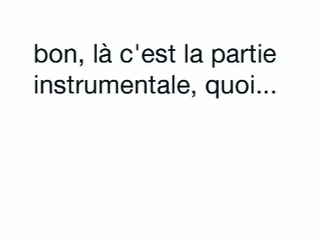 bon, là c'est la partie
instrumentale, quoi...